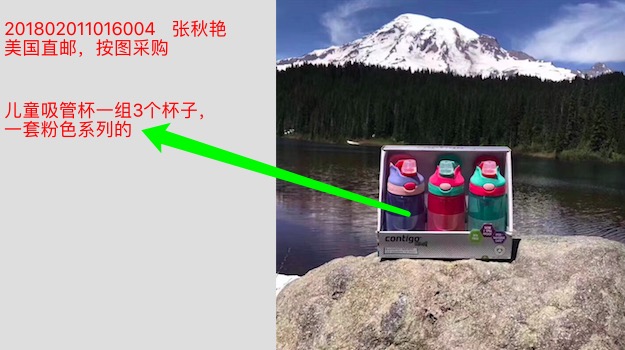 201802011016004 张秋艳
美国直邮，按图采购
儿童吸管杯一组3个杯子，
一套粉色系列的
contigo